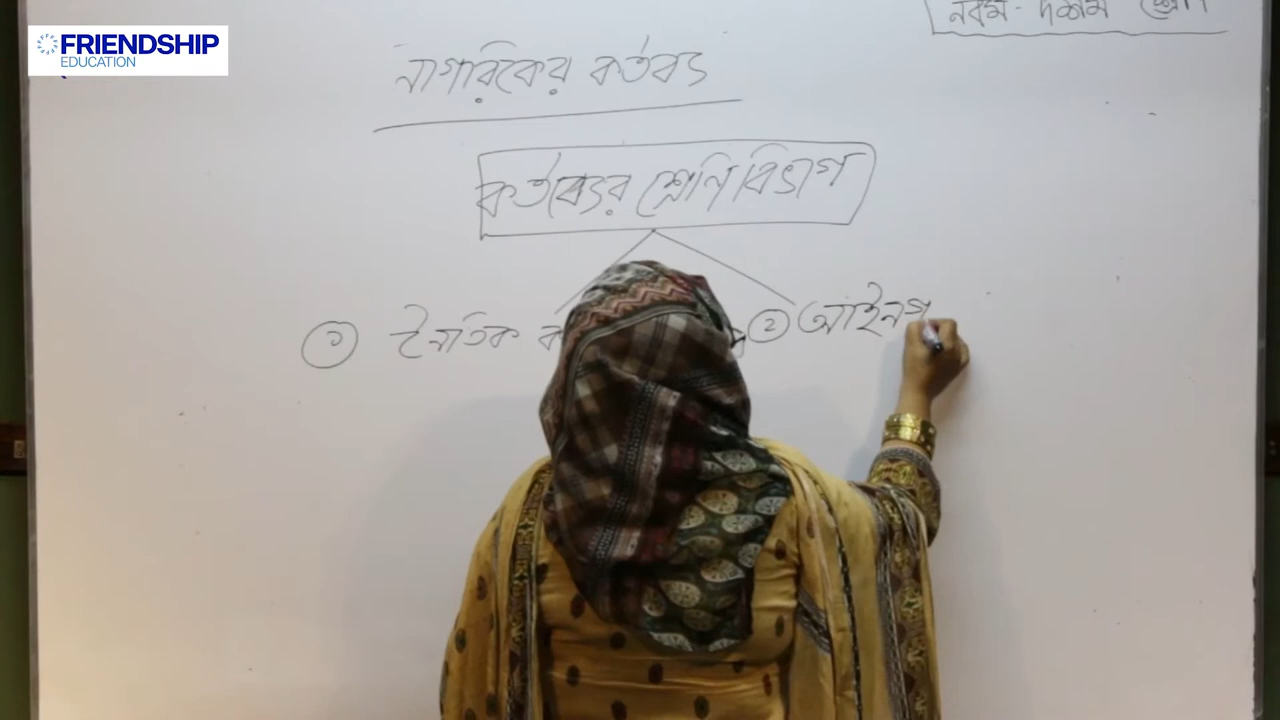 FRIENDSHIP
EDUCATION
নবম - দশম শ্রেণি
নাগরিকের কর্তব্য
কর্তব্যের শ্রেণি বিভাগ
১ নৈতিক ২ আইনগ